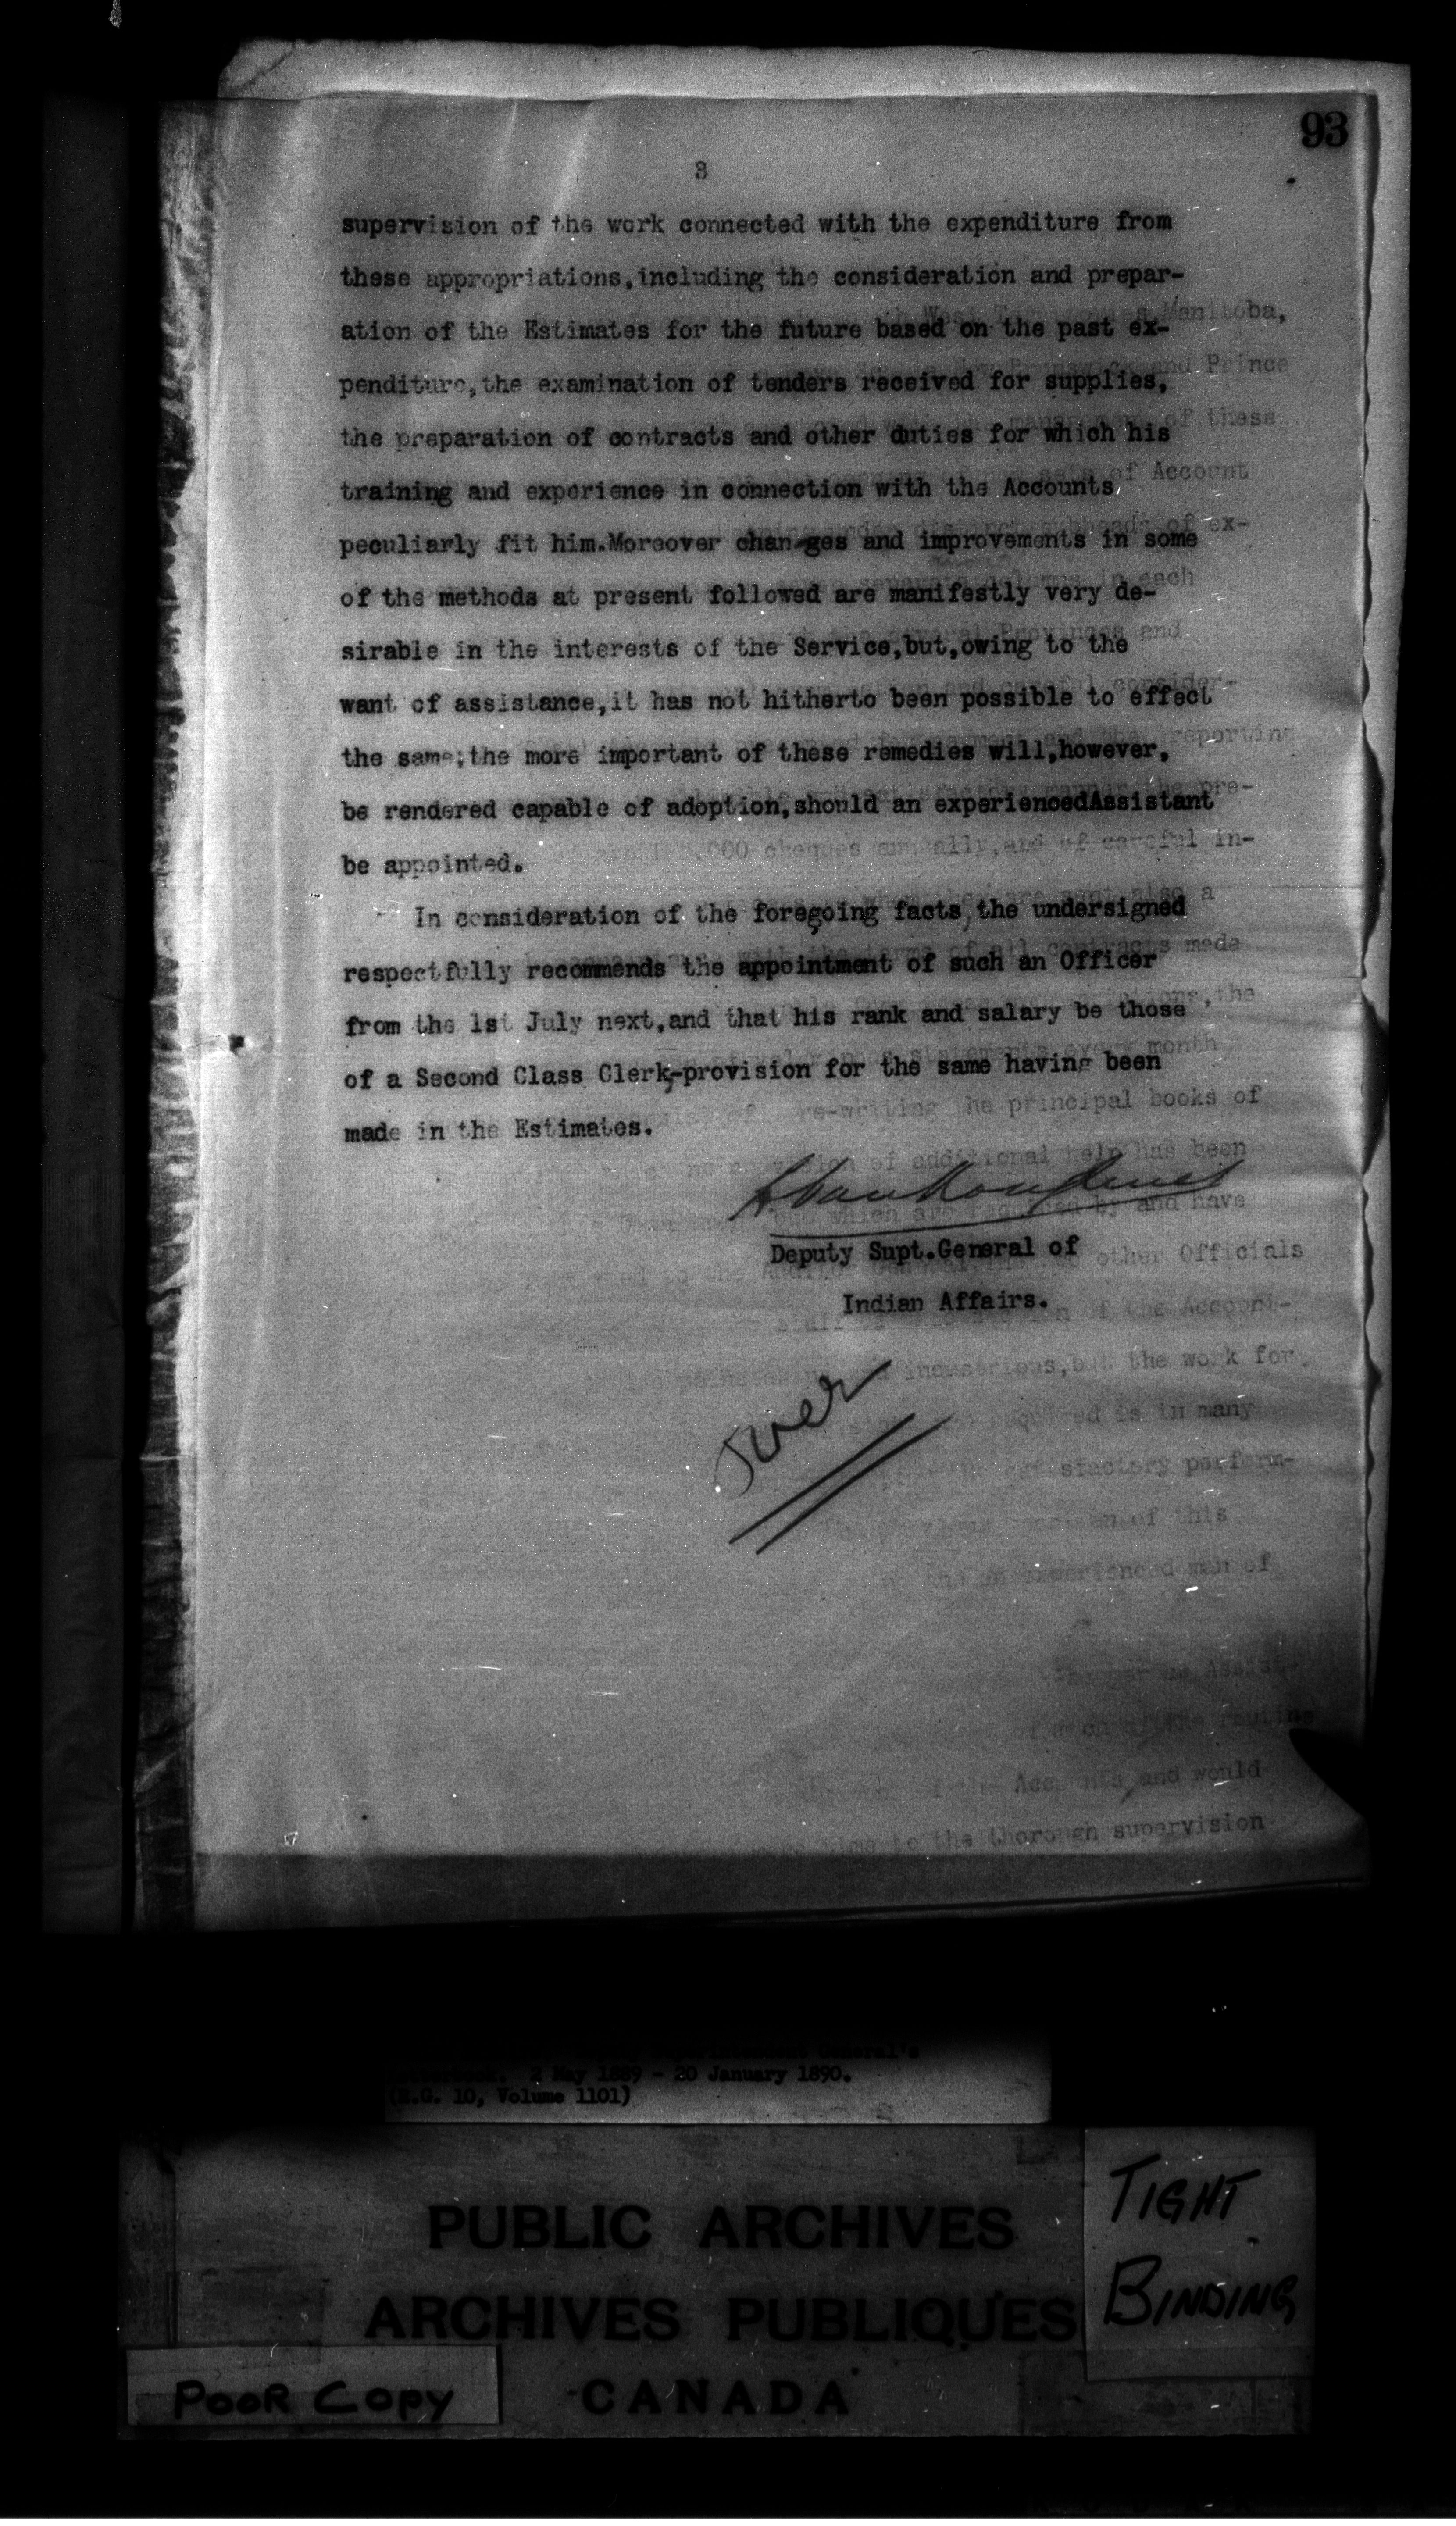 93
3
supervision of the work connected with the expenditure from
these appropriations,including the consideration and prepar-
ation of the Estimates for the future based on the past ex-
penditure,the examination of tenders received for supplies,
the preparation of contracts and other duties for which his
training and experience in connection with the Accounts,
peculiarly fit him.Moreover changes and improvements in some
of the methods at present followed are manifestly very de-
sirable in the interests of the Service,but,owing to the
want of assistance,it has not hitherto been possible to effect
the same;the more important of these remedies will,however,
be rendered capable of adoption,should an experiencedAssistant
be appointed.
In consideration of the foregoing facts,the undersigned
respectfully recommends the appointment of such an Officer
from the 1st July next,and that his rank and salary be those
of a Second Class Clerk,-provision for the same having been
made in the Estimates.
Deputy Supt.General of
Indian Affairs.
Over
Superintendent General's
2 May 1889 - 20 January 1890.
(R.G. 10, Volume 1101)
PUBLIC ARCHIVES
ARCHIVES PUBLIQUES
CANADA
TIGHT
BINDING
POOR COPY